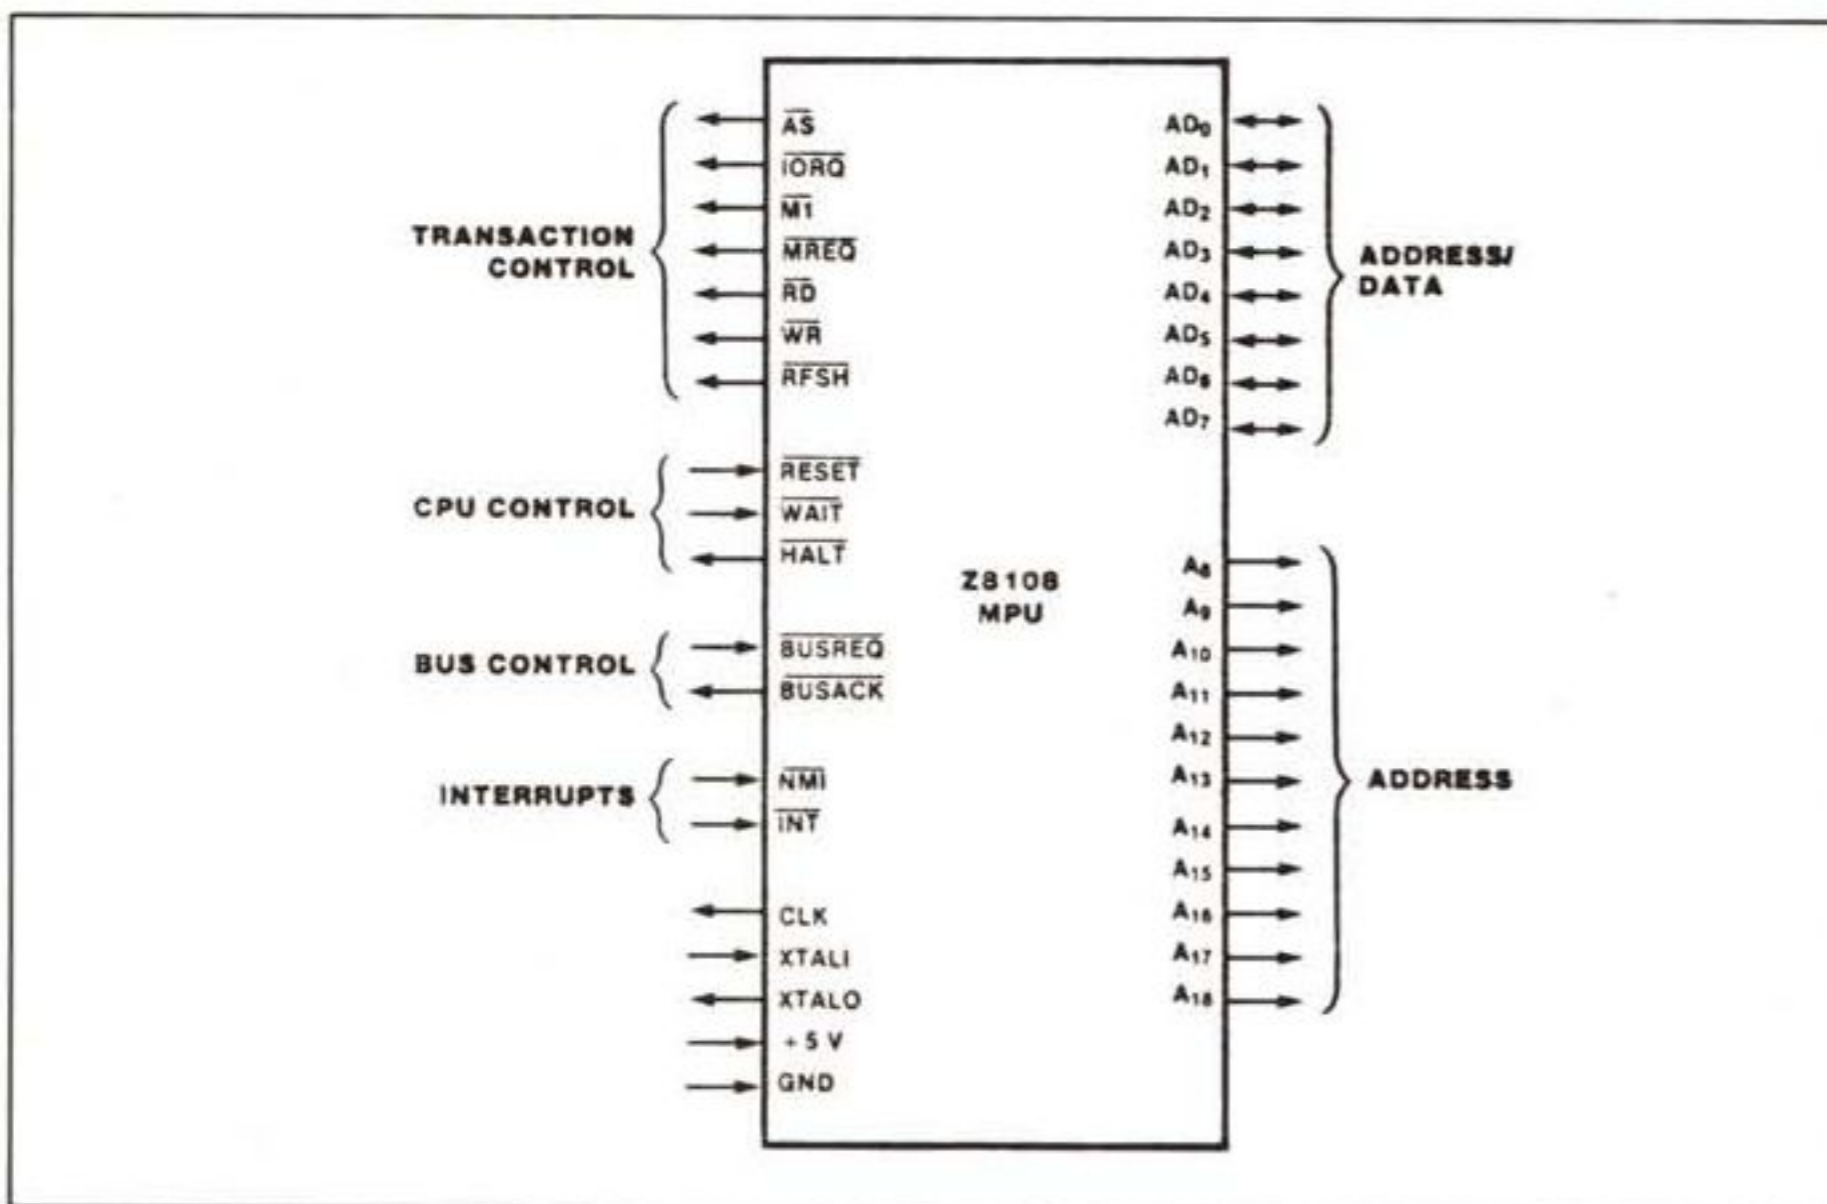 TRANSACTION
CONTROL
AS
IORQ
M1
MREQ
RD
WR
RFSH
CPU CONTROL
RESET
WAIT
HALT
BUS CONTROL
BUSREQ
BUSACK
INTERRUPTS
NMI
INT
CLK
XTALI
XTALO
+5 V
GND
Z8108
MPU
AD0
AD1
AD2
AD3
AD4
AD5
AD6
AD7
ADDRESS/
DATA
A8
A9
A10
A11
A12
A13
A14
A15
A16
A17
A18
ADDRESS